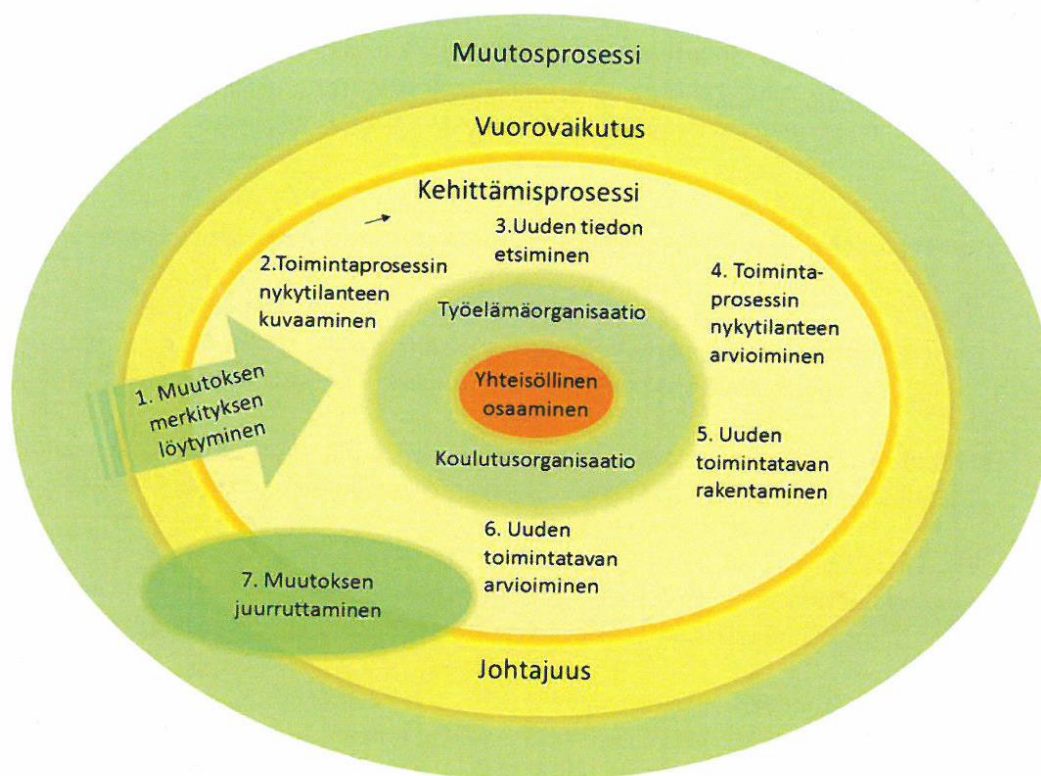 Muutosprosessi
Vuorovaikutus
Kehittämisprosessi
3.Uuden tiedon
etsiminen
2.Toimintaprosessin
nykytilanteen
kuvaaminen
4. Toiminta-
prosessin
nykytilanteen
arvioiminen
Työelämäorganisaatio
1. Muutoksen
merkityksen
löytyminen
Yhteisöllinen
osaaminen
Koulutusorganisaatio
5. Uuden
toimintatavan
rakentaminen
6. Uuden
toimintatavan
arvioiminen
7. Muutoksen
juurruttaminen
Johtajuus